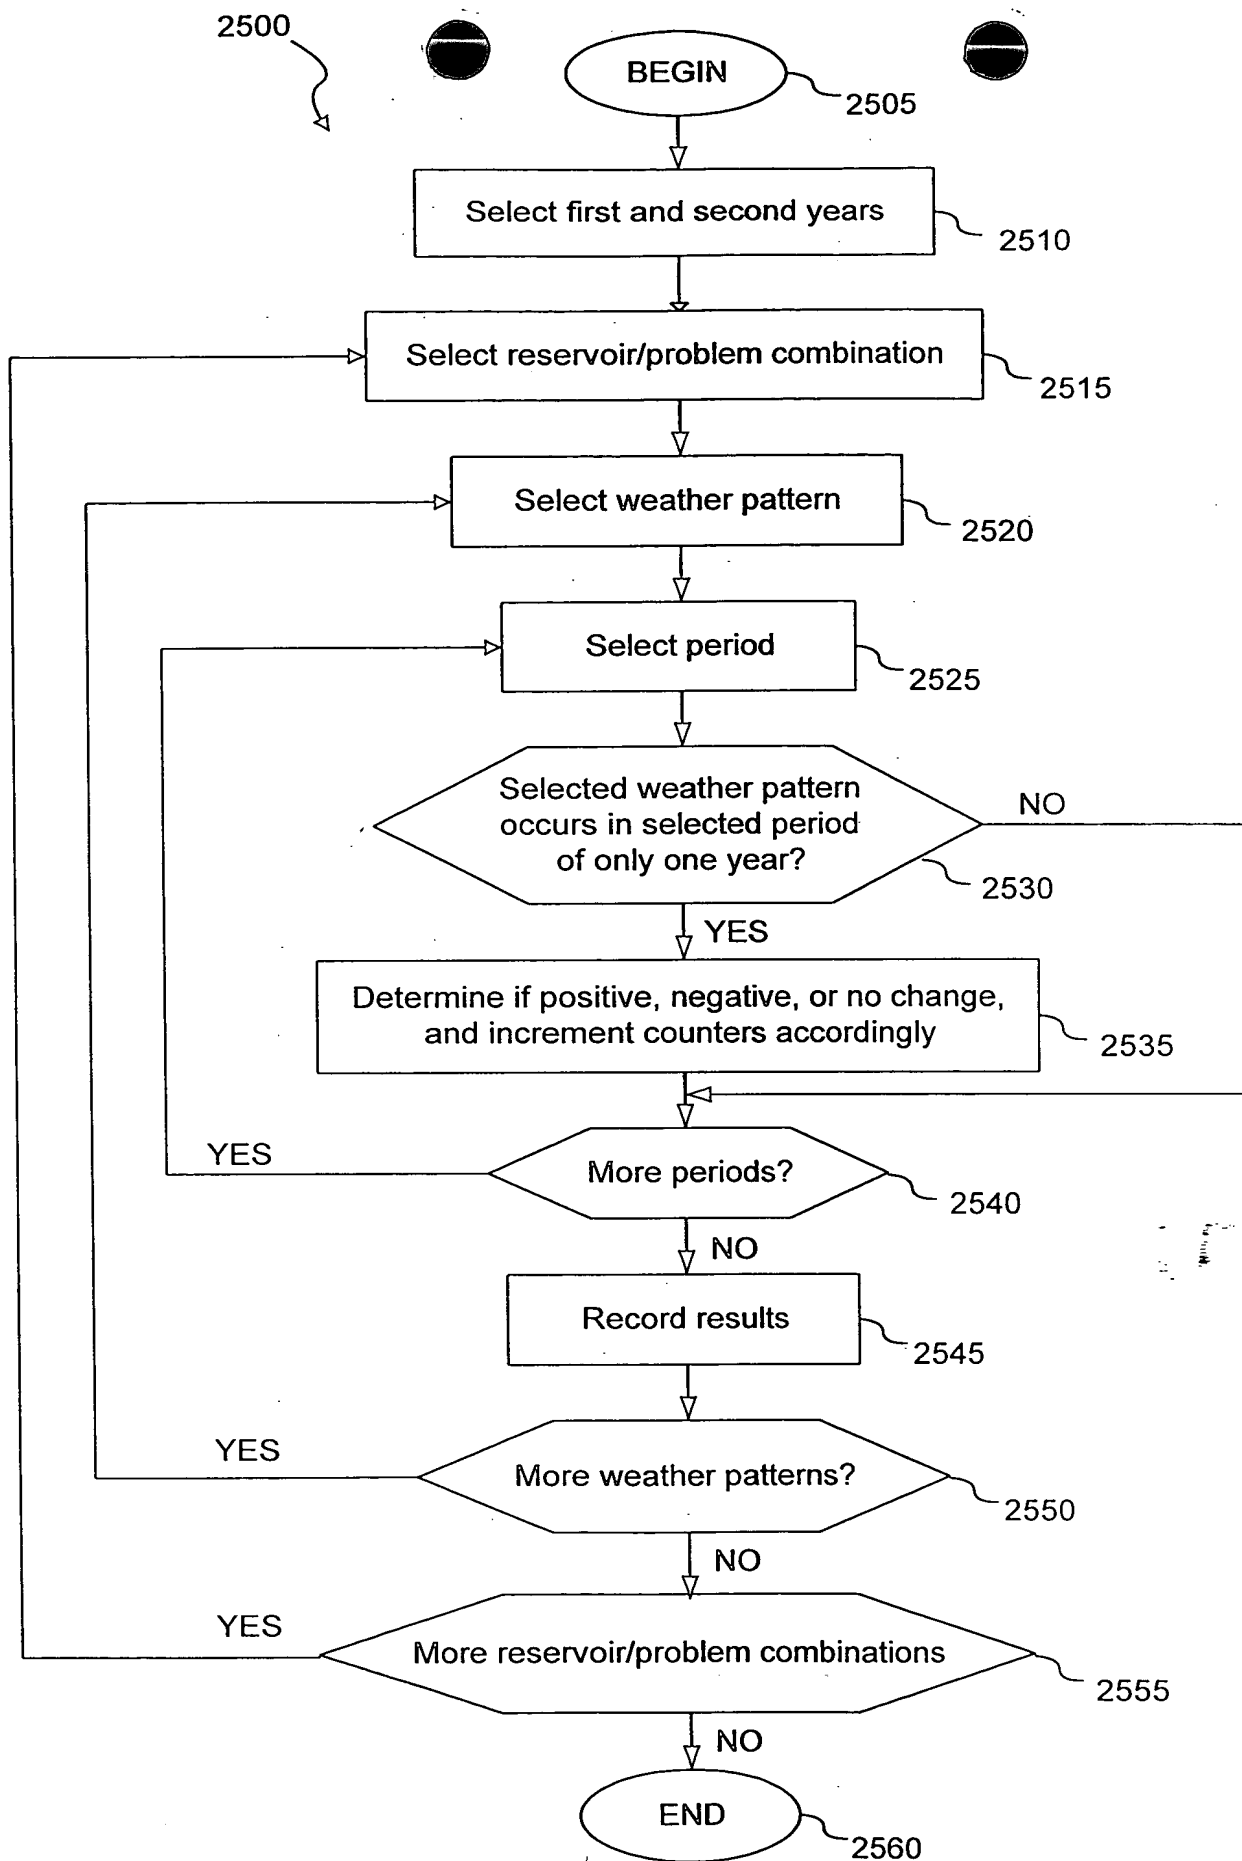 2500
BEGIN
2505
Select first and second years
2510
Select reservoir/problem combination
2515
Select weather pattern
2520
Select period
2525
Selected weather pattern
occurs in selected period
of only one year?
NO
2530
YES
Determine if positive, negative, or no change,
and increment counters accordingly
2535
YES
More periods?
2540
NO
Record results
2545
YES
More weather patterns?
2550
NO
YES
More reservoir/problem combinations
2555
NO
END
2560